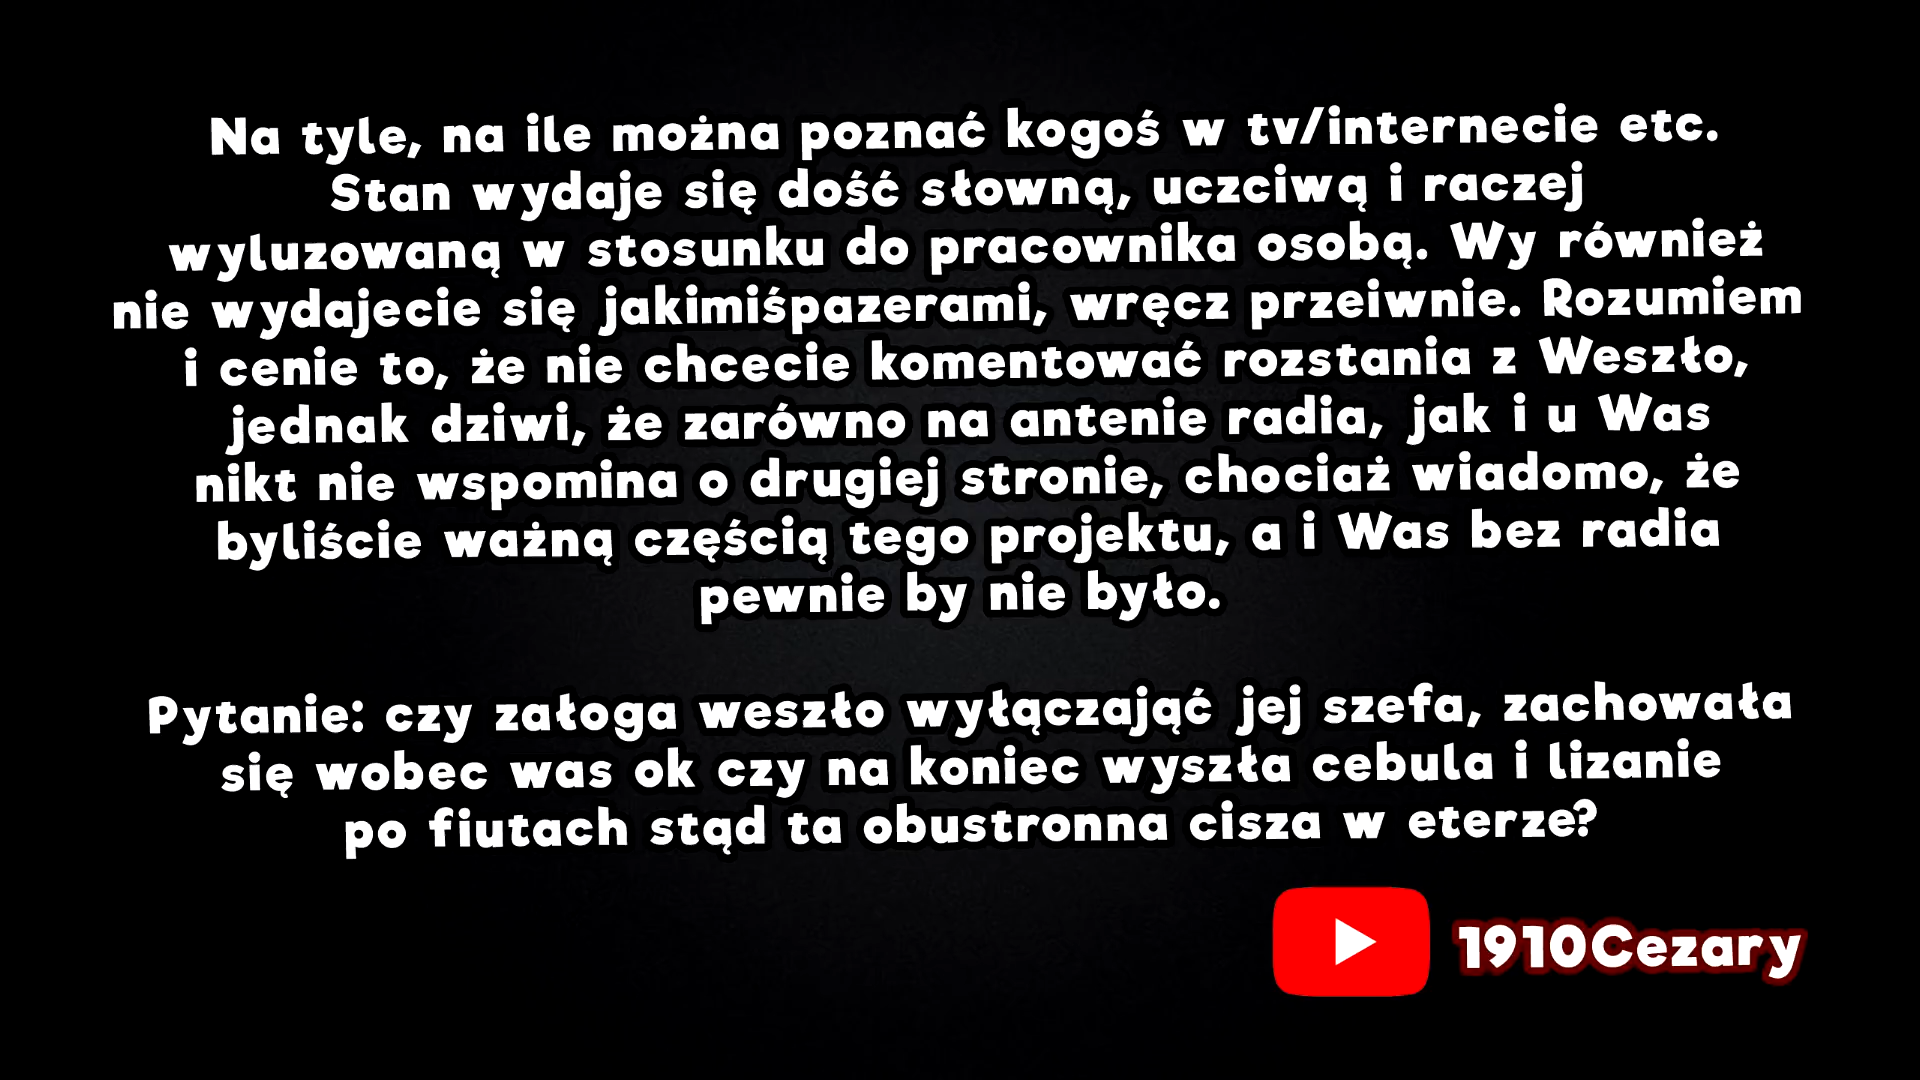 Na tyle, na ile można poznać kogoś w tv/internecie etc.
Stan wydaje się dość słowną, uczciwą i raczej
wyluzowaną w stosunku do pracownika osobą. Wy również
nie wydajecie się jakimiśpazerami, wręcz przeiwnie. Rozumiem
i cenie to, że nie chcecie komentować rozstania z Weszło,
jednak dziwi, że zarówno na antenie radia, jak i u Was
nikt nie wspomina o drugiej stronie, chociaż wiadomo, że
byliście ważną częścią tego projektu, a i Was bez radia
pewnie by nie było.
Pytanie: czy załoga weszło wyłączająć jej szefa, zachowała
się wobec was ok czy na koniec wyszła cebula i lizanie
po fiutach stąd ta obustronna cisza w eterze?
1910Cezary